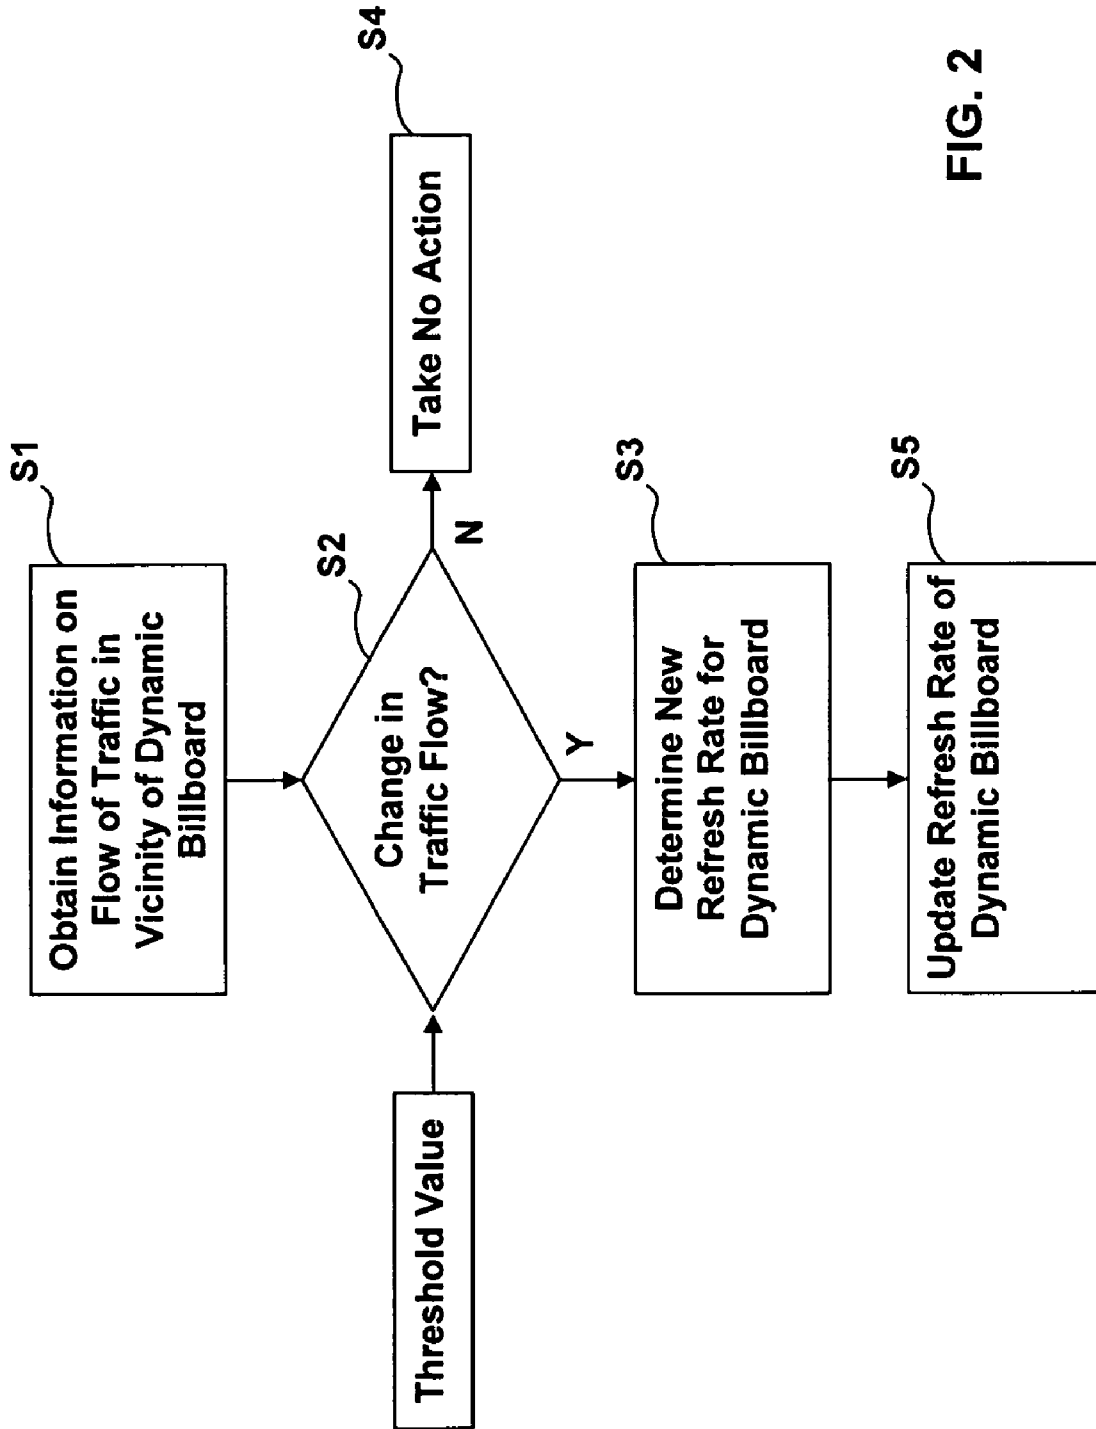 Obtain Information on
Flow of Traffic in
Vicinity of Dynamic
Billboard
S1
Threshold Value
Change in
Traffic Flow?
S2
N
Take No Action
S4
Y
Determine New
Refresh Rate for
Dynamic Billboard
S3
Update Refresh Rate of
Dynamic Billboard
S5
FIG. 2